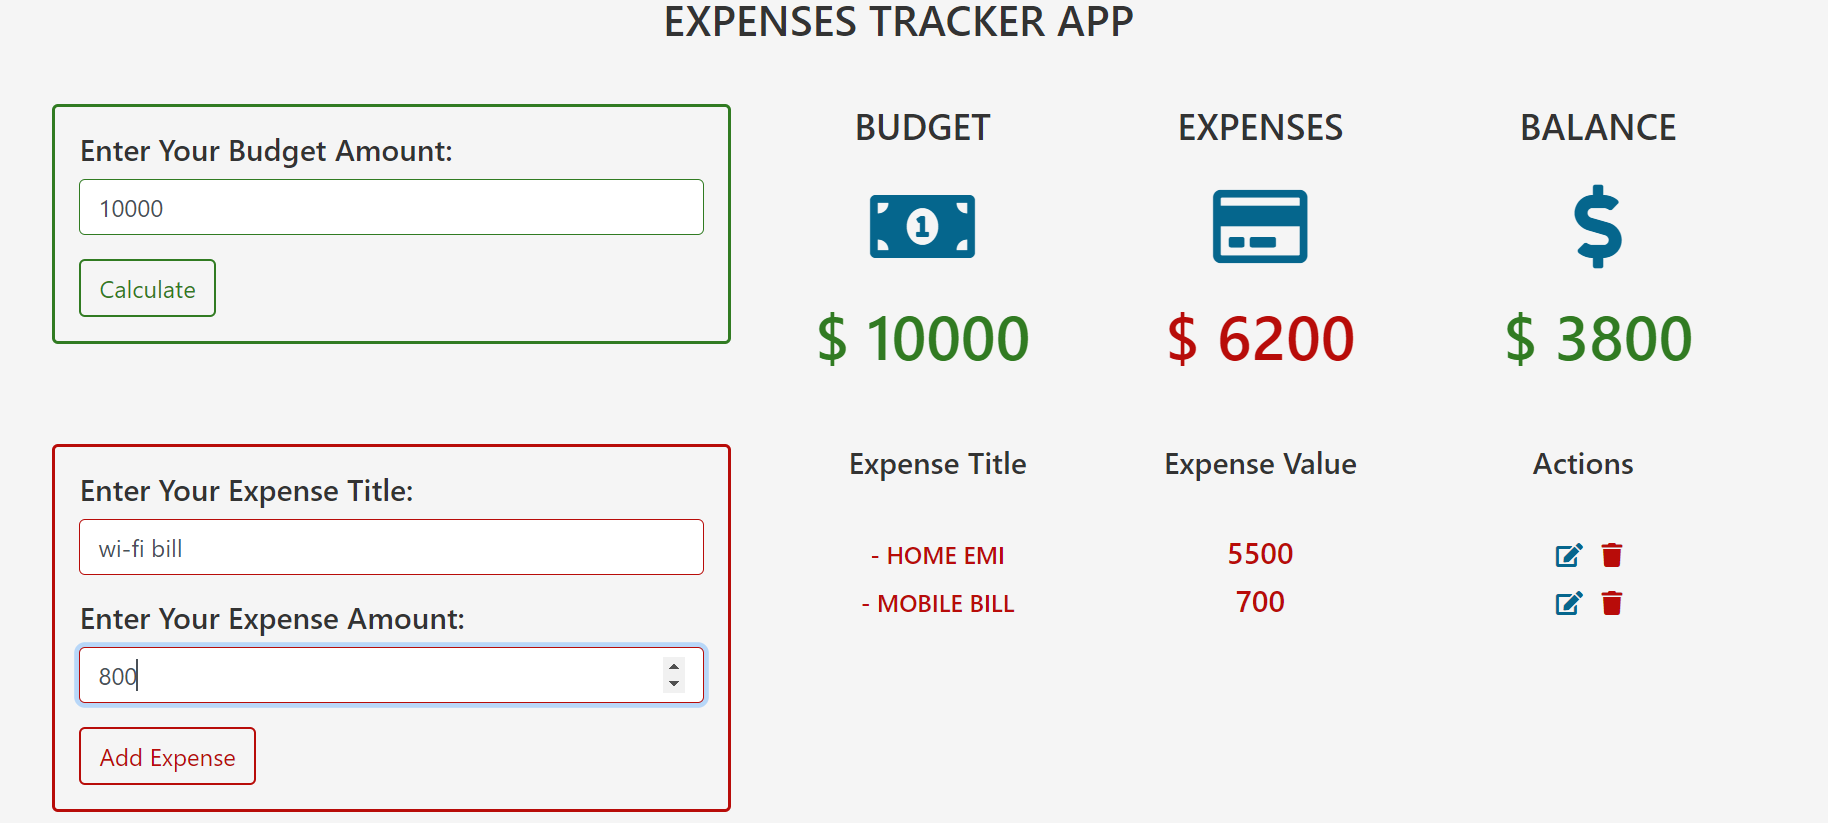 EXPENSES TRACKER APP
Enter Your Budget Amount:
10000
Calculate
BUDGET EXPENSES BALANCE
1
$ 10000 $ 6200 $ 3800
Enter Your Expense Title:
wi-fi bill
Enter Your Expense Amount:
800
Add Expense
Expense Title Expense Value Actions
- HOME EMI 5500
- MOBILE BILL 700